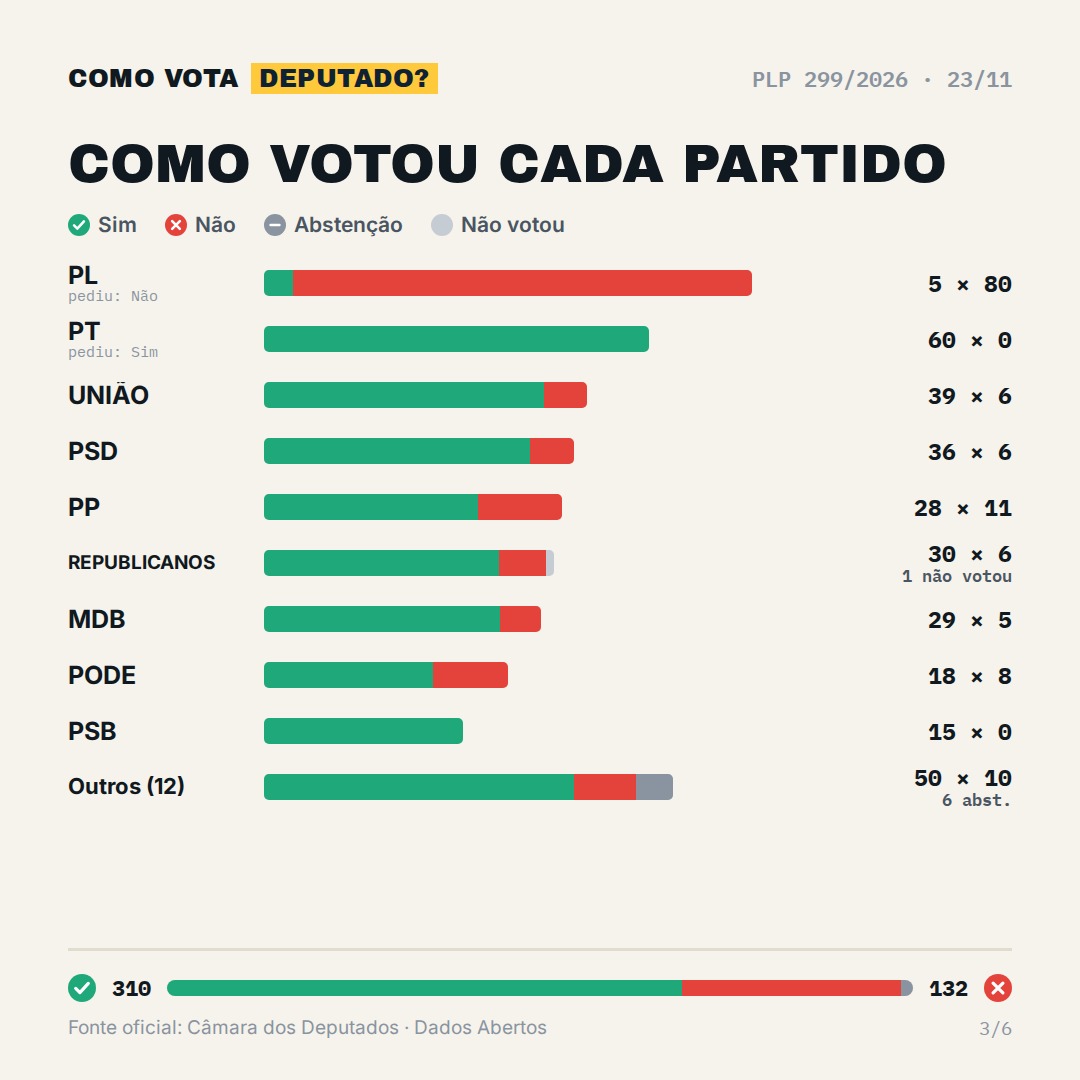 COMO VOTA DEPUTADO?
PLP 299/2026 · 23/11
COMO VOTOU CADA PARTIDO
Sim Não Abstenção Não votou
PL 5 × 80
pediu: Não
PT 60 × 0
pediu: Sim
UNIÃO 39 × 6
PSD 36 × 6
PP 28 × 11
REPUBLICANOS 30 × 6
1 não votou
MDB 29 × 5
PODE 18 × 8
PSB 15 × 0
Outros (12) 50 × 10
6 abst.
310 132
Fonte oficial: Câmara dos Deputados · Dados Abertos 3/6